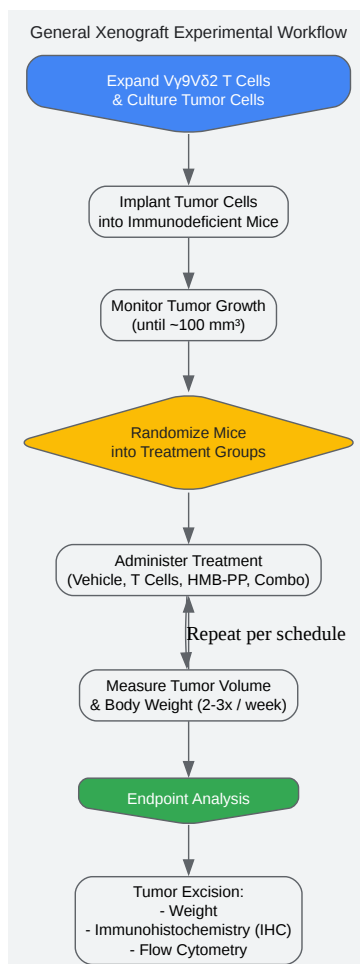 General Xenograft Experimental Workflow
Expand Vγ9Vδ2 T Cells
& Culture Tumor Cells
Implant Tumor Cells
into Immunodeficient Mice
Monitor Tumor Growth
(until ~100 mm³)
Randomize Mice
into Treatment Groups
Administer Treatment
(Vehicle, T Cells, HMB-PP, Combo)
Repeat per schedule
Measure Tumor Volume
& Body Weight (2-3x / week)
Endpoint Analysis
Tumor Excision:
- Weight
- Immunohistochemistry (IHC)
- Flow Cytometry